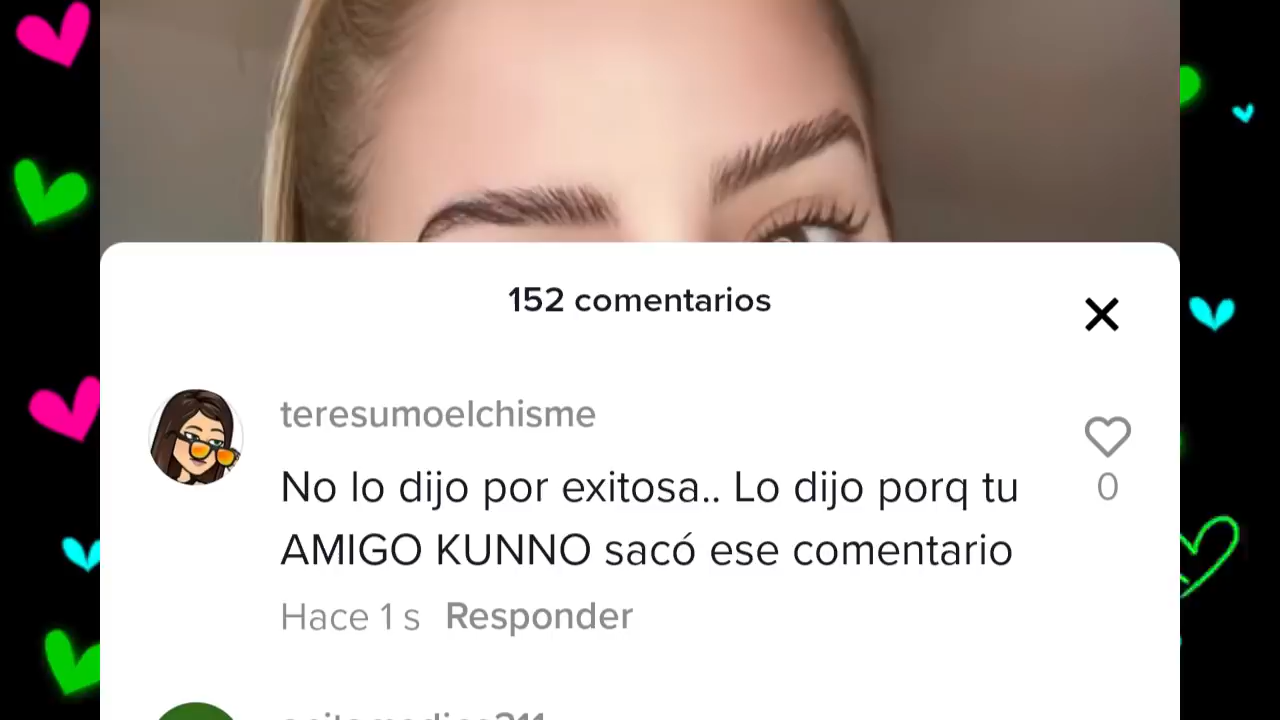 152 comentarios
teresumoelchisme
No lo dijo por exitosa.. Lo dijo porq tu
AMIGO KUNNO sacó ese comentario
0
Hace 1 s Responder